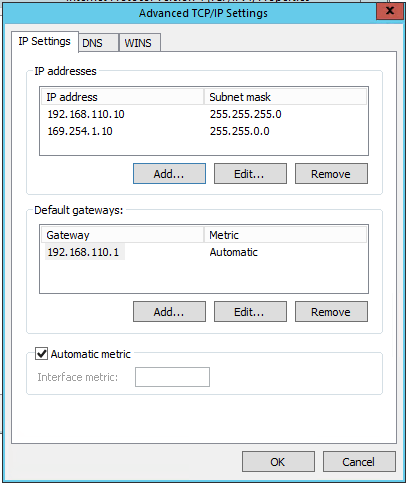 Advanced TCP/IP Settings
IP Settings DNS WINS
IP addresses
IP address Subnet mask
192.168.110.10 255.255.255.0
169.254.1.10 255.255.0.0
Add... Edit... Remove
Default gateways:
Gateway Metric
192.168.110.1 Automatic
Add... Edit... Remove
Automatic metric
Interface metric:
OK Cancel